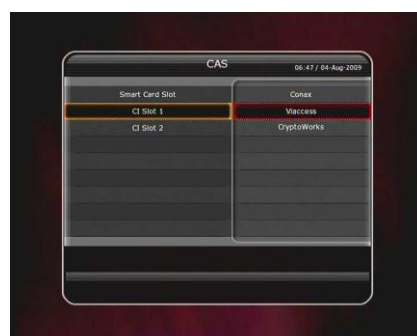 CAS
06:47 / 04-Aug-2009
Smart Card Slot Conax
CI Slot 1 Viaccess
CI Slot 2 CryptoWorks